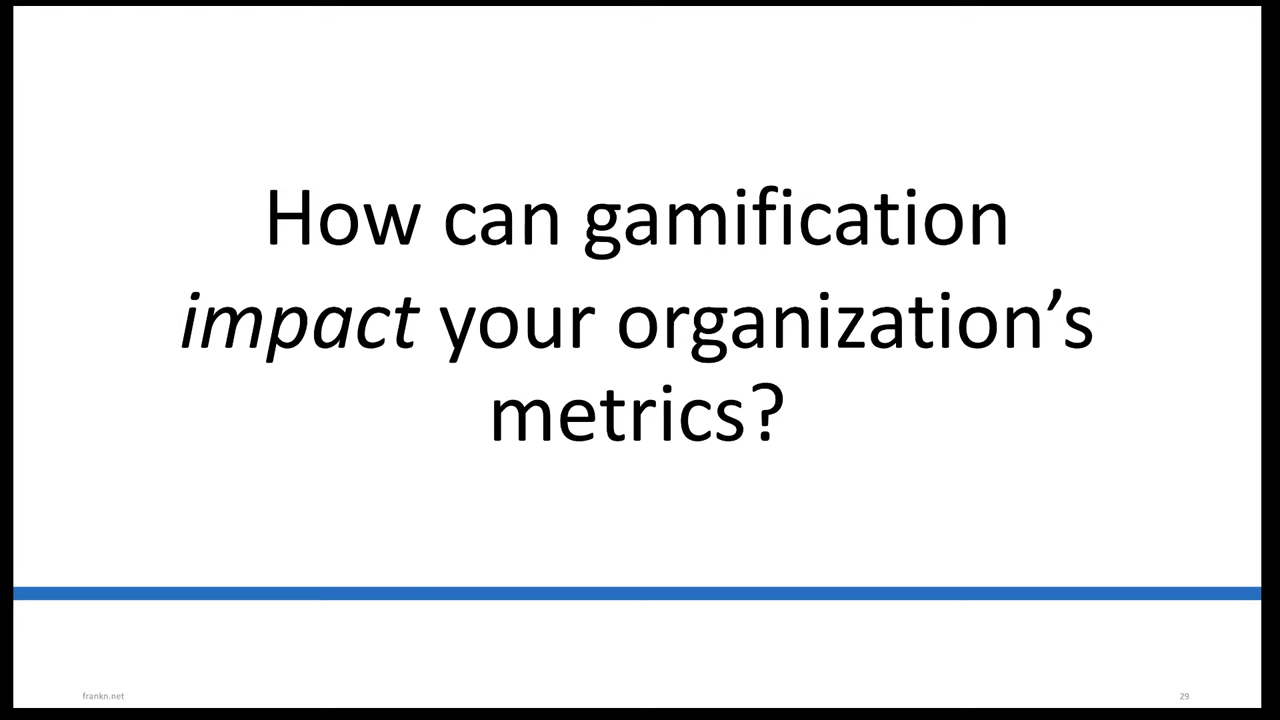 How can gamification
impact your organization’s
metrics?
frankn.net
29